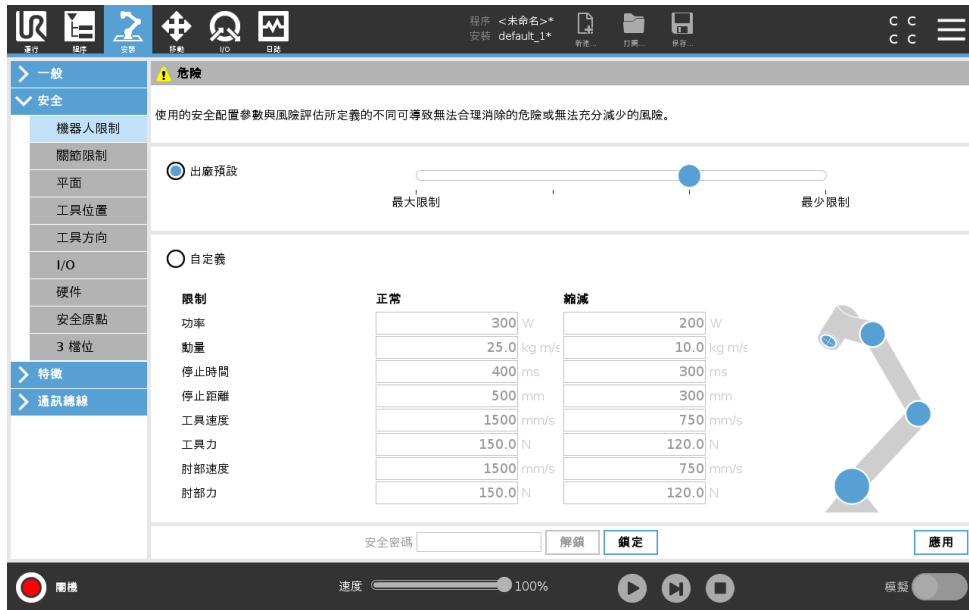 程序 <未命名>*
安裝 default_1*
C C
C C
運行 程序 安裝 移動 I/O 日誌 新建... 打開... 保存...
一般
安全
機器人限制
關節限制
平面
工具位置
工具方向
I/O
硬件
安全原點
3 檔位
特徵
通訊總線
危險
使用的安全配置參數與風險評估所定義的不同可導致無法合理消除的危險或無法充分減少的風險。
出廠預設
最大限制 最少限制
自定義
限制 正常 縮減
功率 300 W 200 W
動量 25.0 kg m/s 10.0 kg m/s
停止時間 400 ms 300 ms
停止距離 500 mm 300 mm
工具速度 1500 mm/s 750 mm/s
工具力 150.0 N 120.0 N
肘部速度 1500 mm/s 750 mm/s
肘部力 150.0 N 120.0 N
安全密碼 解鎖 鎖定 應用
關機 速度 100% 模擬